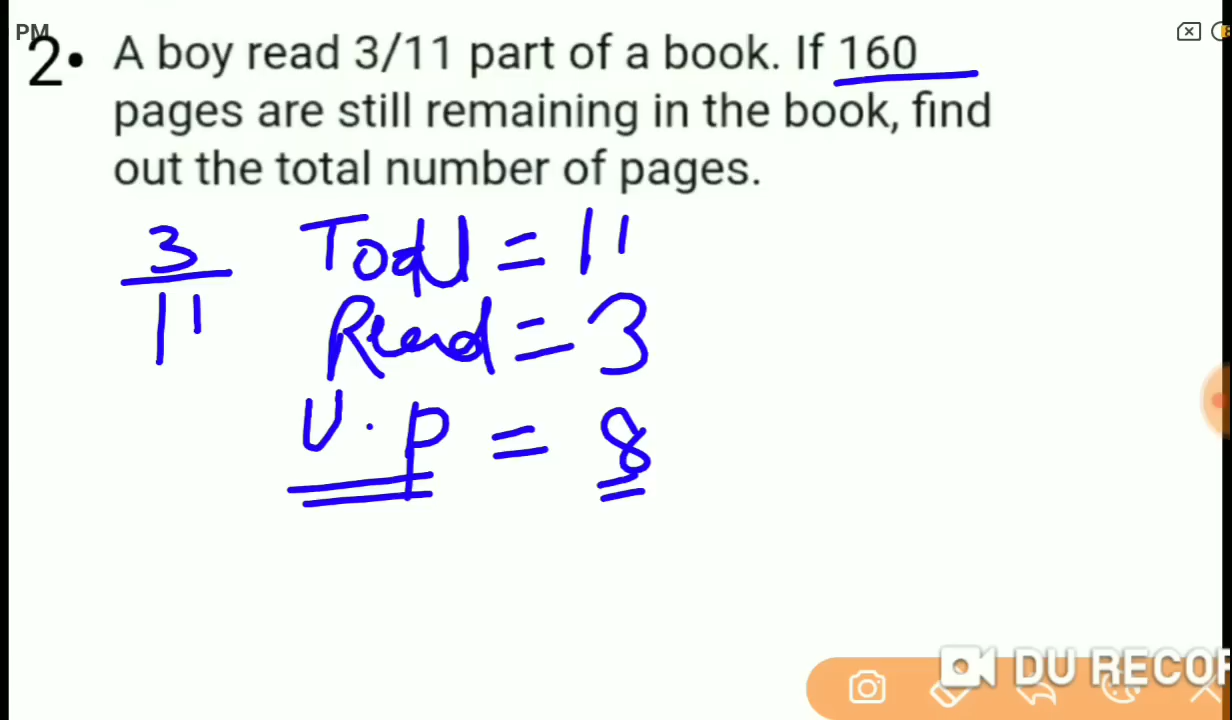 PM
2. A boy read 3/11 part of a book. If 160
pages are still remaining in the book, find
out the total number of pages.
3/11
Total = 11
Read = 3
U.P = 8
DU RECOR